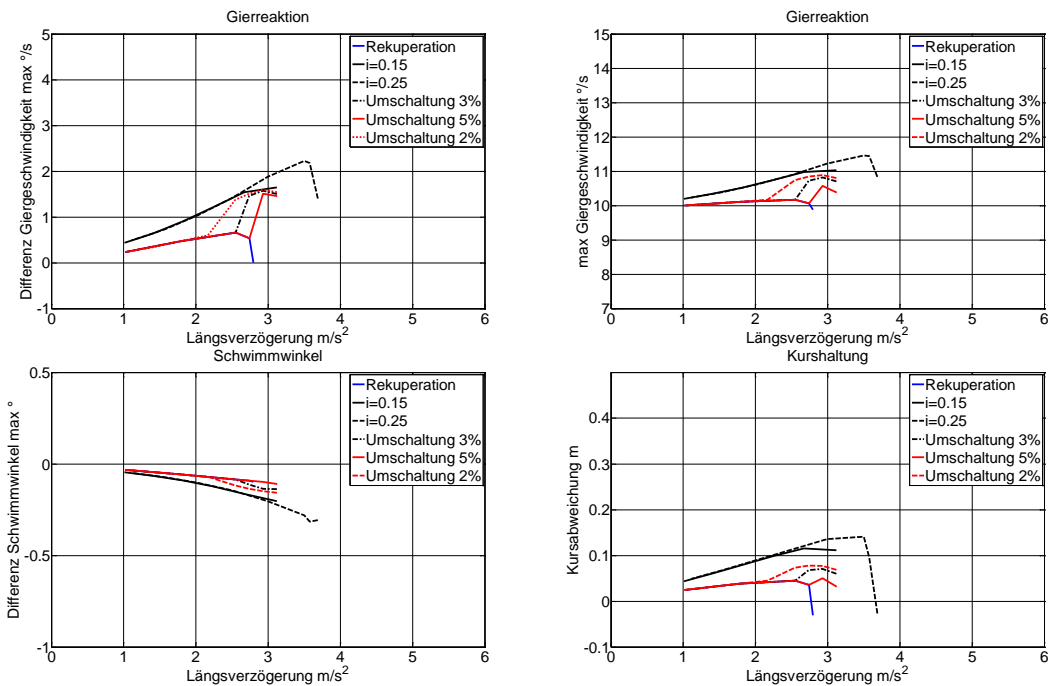 Gierreaktion
Differenz Giergeschwindigkeit max °/s
5
4
3
2
1
0
-1
0 1 2 3 4 5 6
Längsverzögerung m/s²
Rekuperation
i=0.15
i=0.25
Umschaltung 3%
Umschaltung 5%
Umschaltung 2%
Gierreaktion
max Giergeschwindigkeit °/s
15
14
13
12
11
10
9
8
7
0 1 2 3 4 5 6
Längsverzögerung m/s²
Rekuperation
i=0.15
i=0.25
Umschaltung 3%
Umschaltung 5%
Umschaltung 2%
Schwimmwinkel
Differenz Schwimmwinkel max °
0.5
0
-0.5
-1
0 1 2 3 4 5 6
Längsverzögerung m/s²
Rekuperation
i=0.15
i=0.25
Umschaltung 3%
Umschaltung 5%
Umschaltung 2%
Kurshaltung
Kursabweichung m
0.4
0.3
0.2
0.1
0
-0.1
0 1 2 3 4 5 6
Längsverzögerung m/s²
Rekuperation
i=0.15
i=0.25
Umschaltung 3%
Umschaltung 5%
Umschaltung 2%